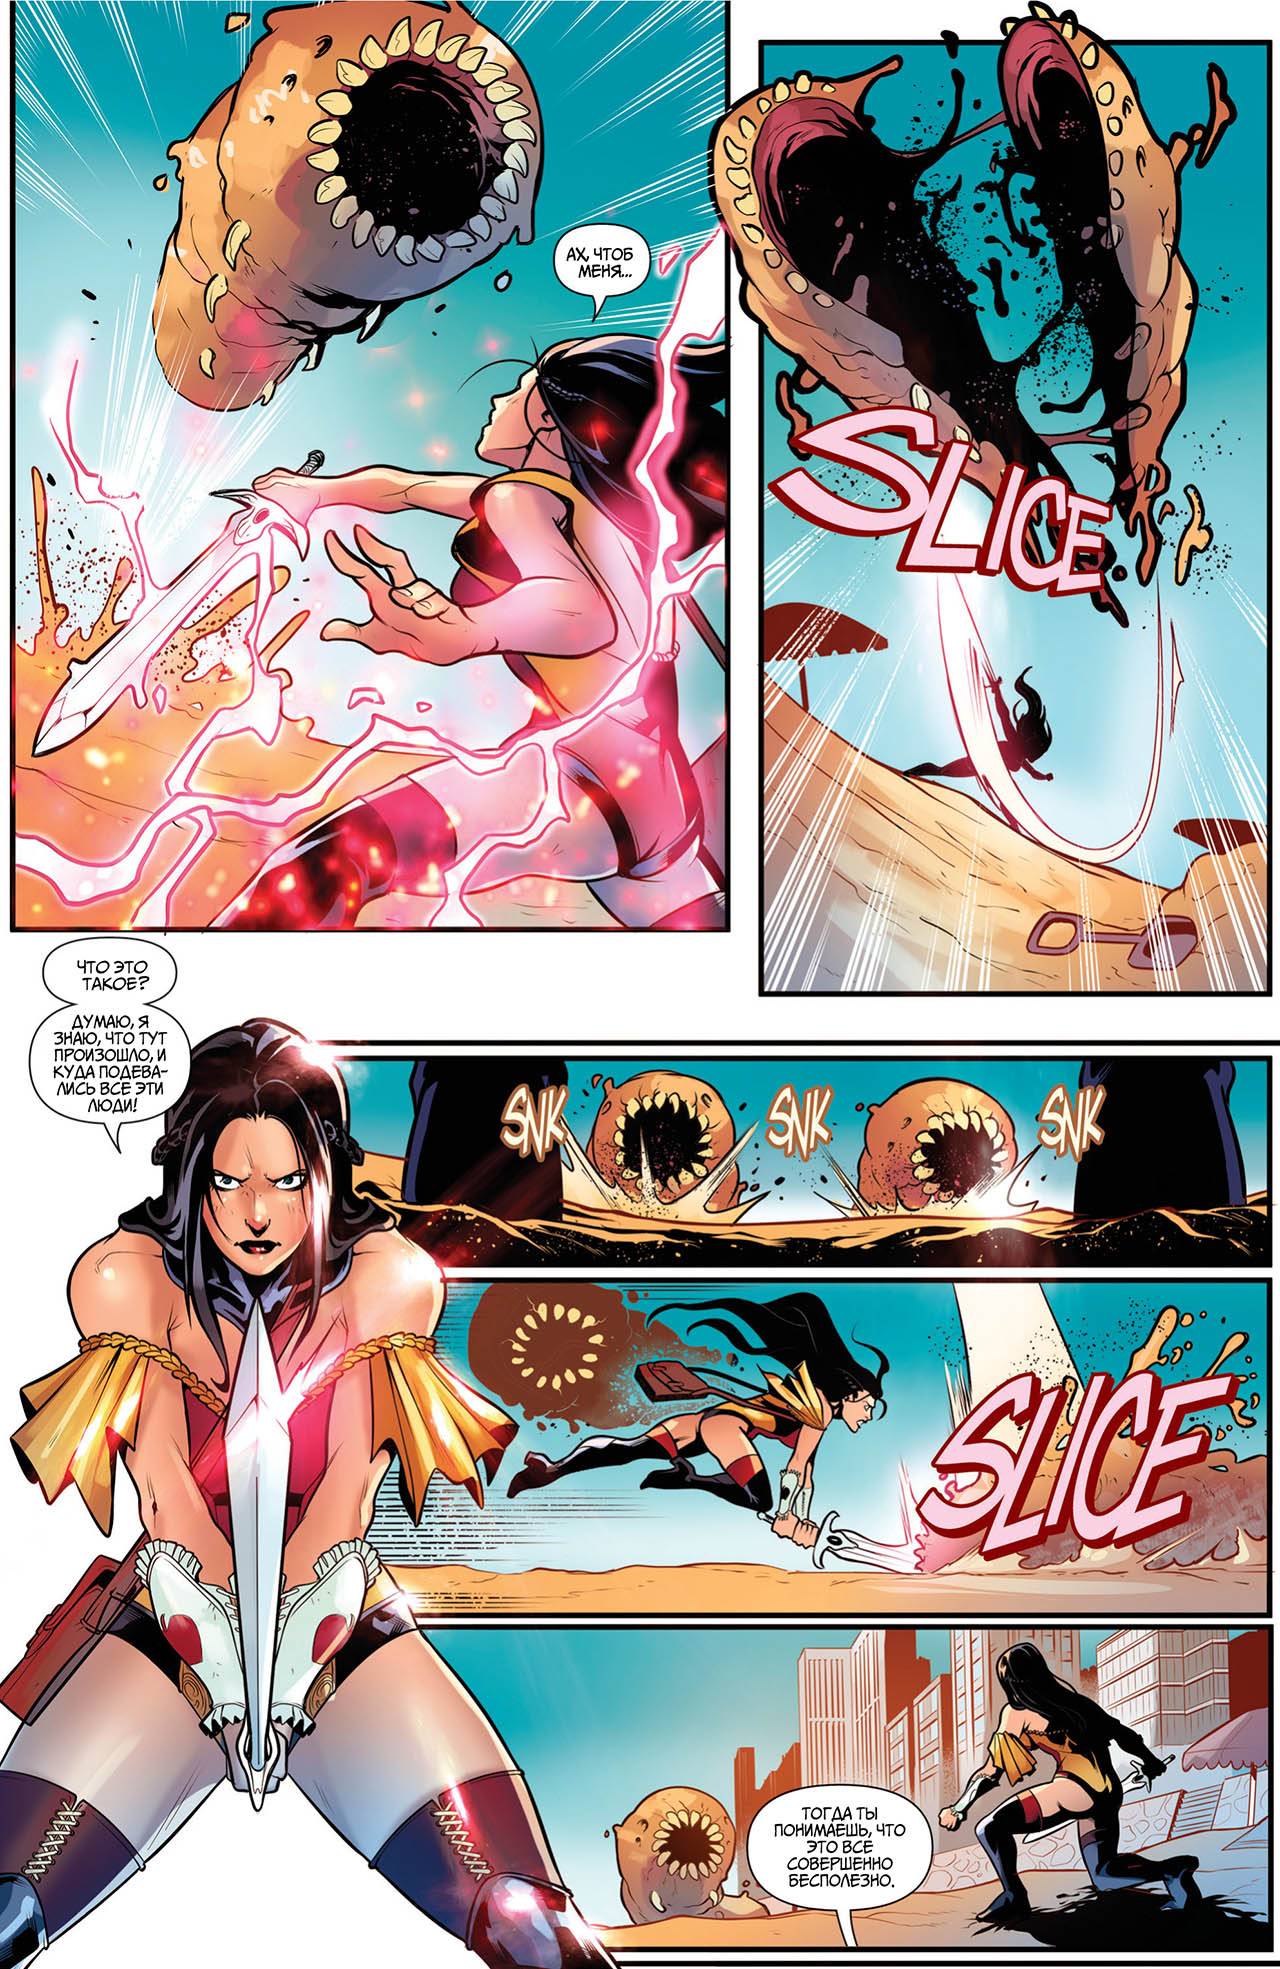 АХ, ЧТОБ
МЕНЯ...
SLICE
ЧТО ЭТО
ТАКОЕ?
ДУМАЮ, Я
ЗНАЮ, ЧТО ТУТ
ПРОИЗОШЛО, И
КУДА ПОДЕВА-
ЛИСЬ ВСЕ ЭТИ
ЛЮДИ!
SNK
SNK
SNK
SLICE
ТОГДА ТЫ
ПОНИМАЕШЬ, ЧТО
ЭТО ВСЕ
СОВЕРШЕННО
БЕСПОЛЕЗНО.